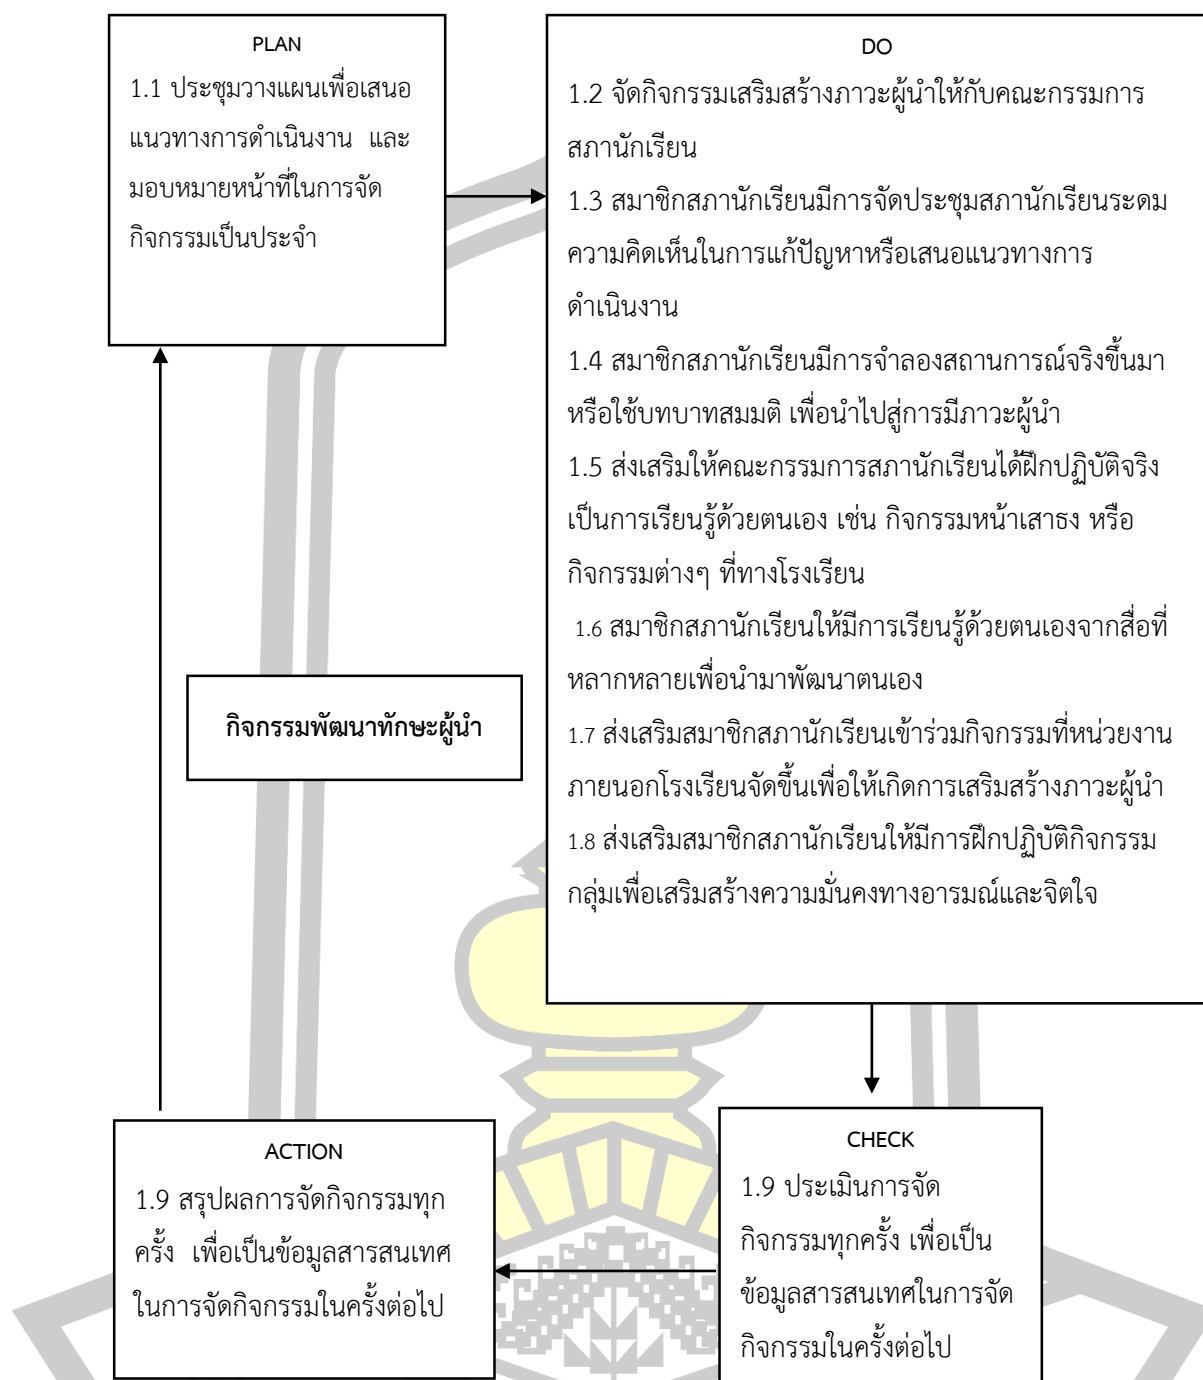 PLAN
1.1 ประชุมวางแผนเพื่อเสนอ
แนวทางการดำเนินงาน และ
มอบหมายหน้าที่ในการจัด
กิจกรรมเป็นประจำ
DO
1.2 จัดกิจกรรมเสริมสร้างภาวะผู้นำให้กับคณะกรรมการ
สภานักเรียน
1.3 สมาชิกสภานักเรียนมีการจัดประชุมสภานักเรียนระดม
ความคิดเห็นในการแก้ปัญหาหรือเสนอแนวทางการ
ดำเนินงาน
1.4 สมาชิกสภานักเรียนมีการจำลองสถานการณ์จริงขึ้นมา
หรือใช้บทบาทสมมติ เพื่อนำไปสู่การมีภาวะผู้นำ
1.5 ส่งเสริมให้คณะกรรมการสภานักเรียนได้ฝึกปฏิบัติจริง
เป็นการเรียนรู้ด้วยตนเอง เช่น กิจกรรมหน้าเสาธง หรือ
กิจกรรมต่างๆ ที่ทางโรงเรียน
1.6 สมาชิกสภานักเรียนให้มีการเรียนรู้ด้วยตนเองจากสื่อที่
หลากหลายเพื่อนำมาพัฒนาตนเอง
1.7 ส่งเสริมสมาชิกสภานักเรียนเข้าร่วมกิจกรรมที่หน่วยงาน
ภายนอกโรงเรียนจัดขึ้นเพื่อให้เกิดการเสริมสร้างภาวะผู้นำ
1.8 ส่งเสริมสมาชิกสภานักเรียนให้มีการฝึกปฏิบัติกิจกรรม
กลุ่มเพื่อเสริมสร้างความมั่นคงทางอารมณ์และจิตใจ
กิจกรรมพัฒนาทักษะผู้นำ
ACTION
1.9 สรุปผลการจัดกิจกรรมทุก
ครั้ง เพื่อเป็นข้อมูลสารสนเทศ
ในการจัดกิจกรรมในครั้งต่อไป
CHECK
1.9 ประเมินการจัด
กิจกรรมทุกครั้ง เพื่อเป็น
ข้อมูลสารสนเทศในการจัด
กิจกรรมในครั้งต่อไป